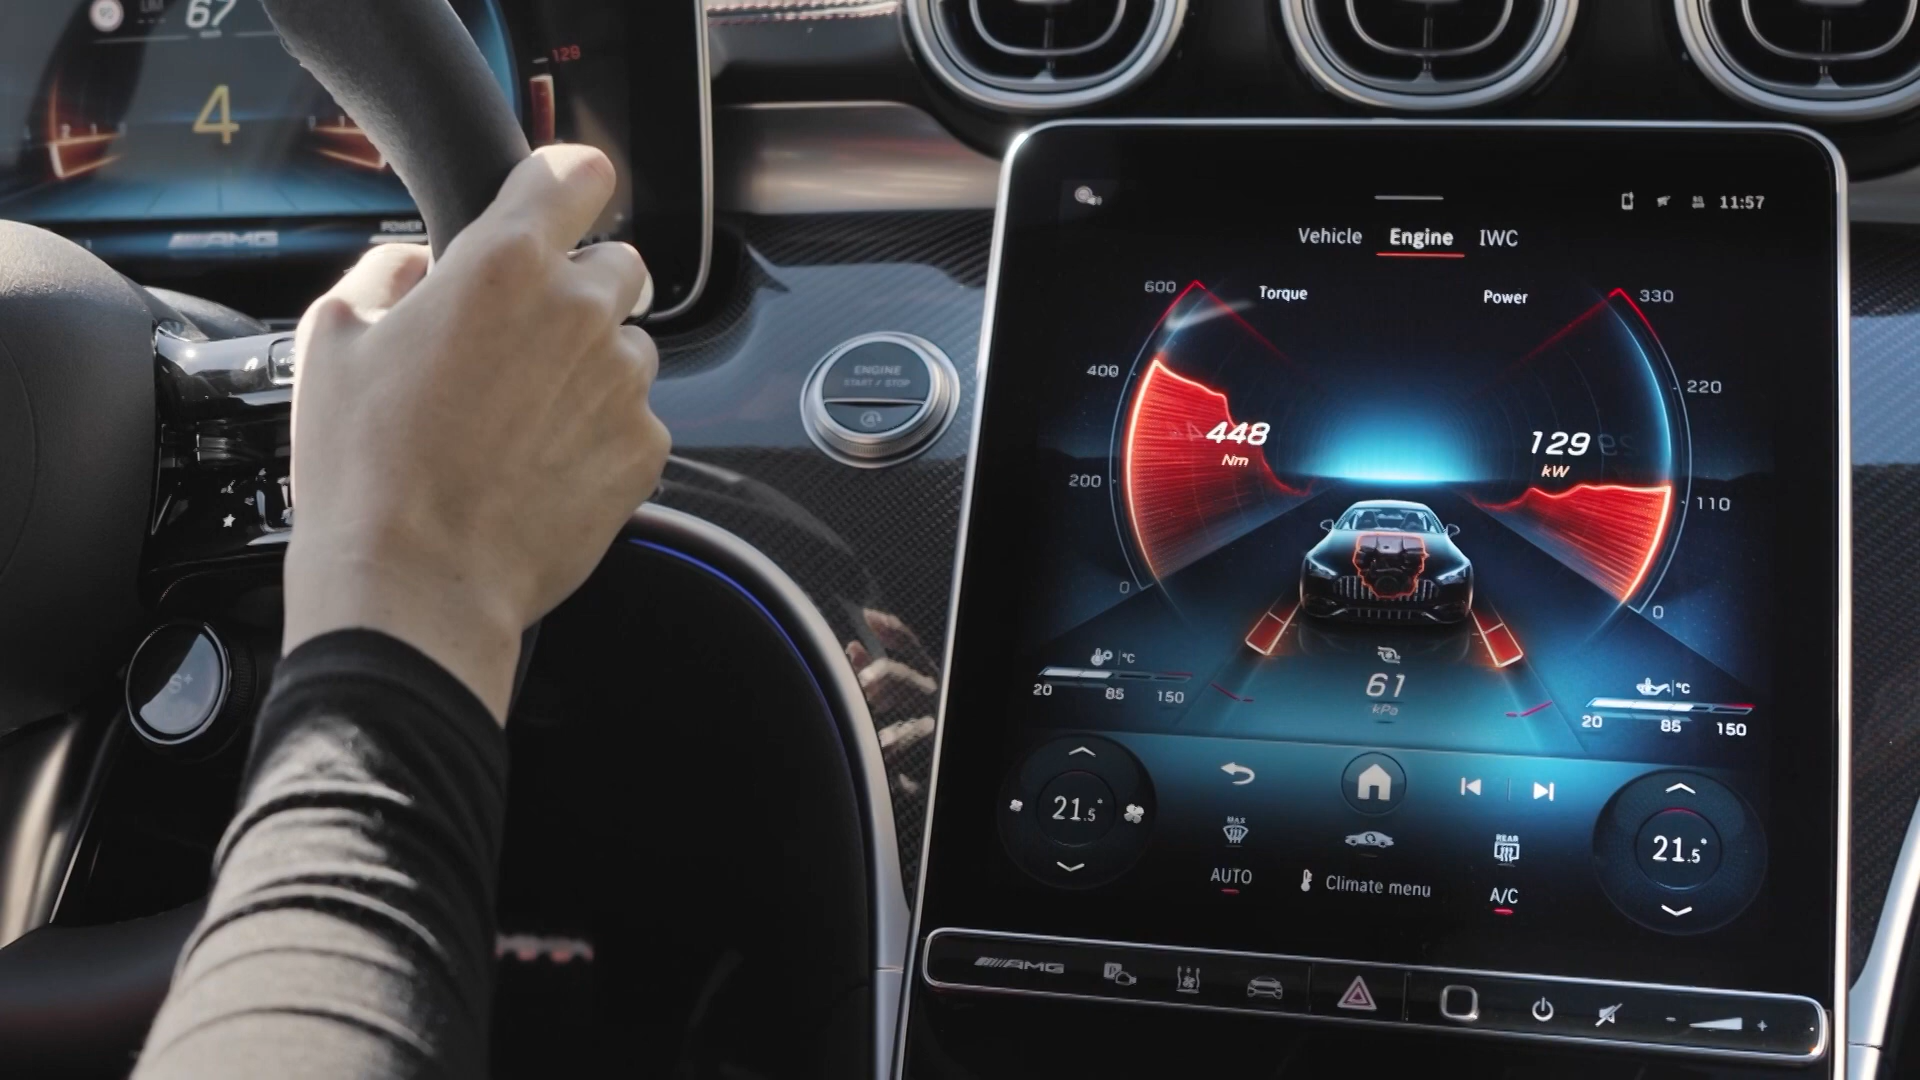 LIM
67
129
4
AMG
POWER
11:57
Vehicle Engine IWC
600 Torque Power 330
400 220
448 129
Nm kW
200 110
0 0
°C °C
20 85 150
61
kPa
20 85 150
ENGINE
START / STOP
A
S+
21.5°
21.5°
MAX
REAR
AUTO Climate menu A/C
AMG
P
- +